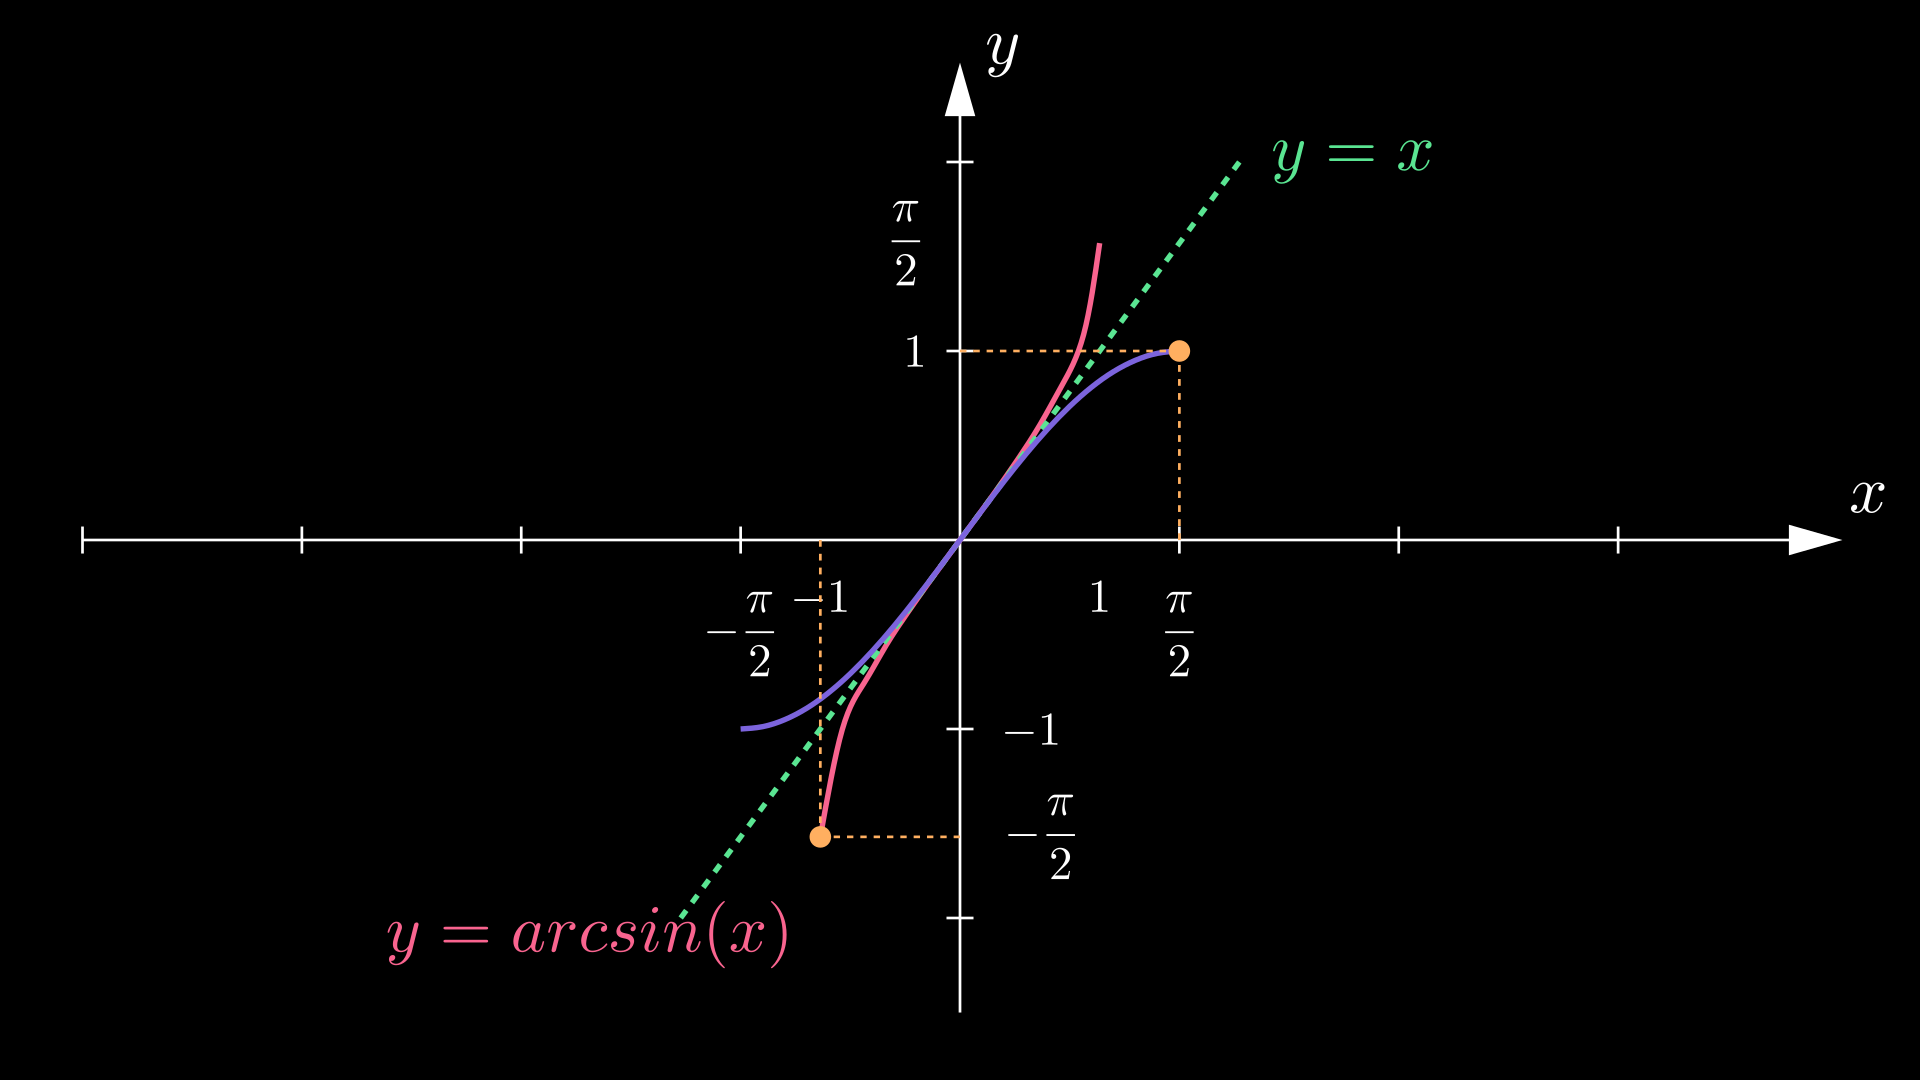 y
y = x
π/2
1
x
-π/2
-1
1
π/2
-1
-π/2
y = arcsin(x)